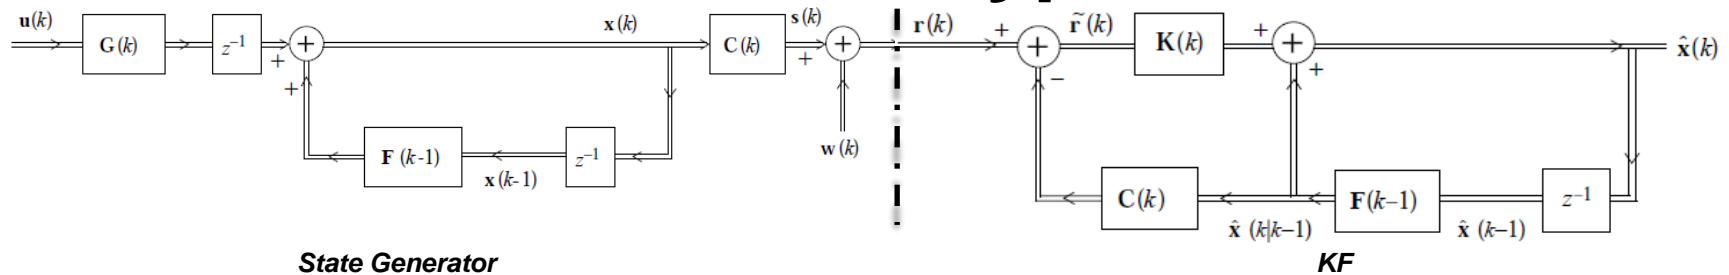 u(k)
G(k)
z⁻¹
+
+
+
x(k)
C(k)
s(k)
+
+
w(k)
F(k-1)
x(k-1)
z⁻¹
r(k)
+
+
−
r̃(k)
K(k)
+
+
+
x̂(k)
C(k)
x̂ (k|k−1)
F(k−1)
x̂ (k−1)
z⁻¹
State Generator
KF